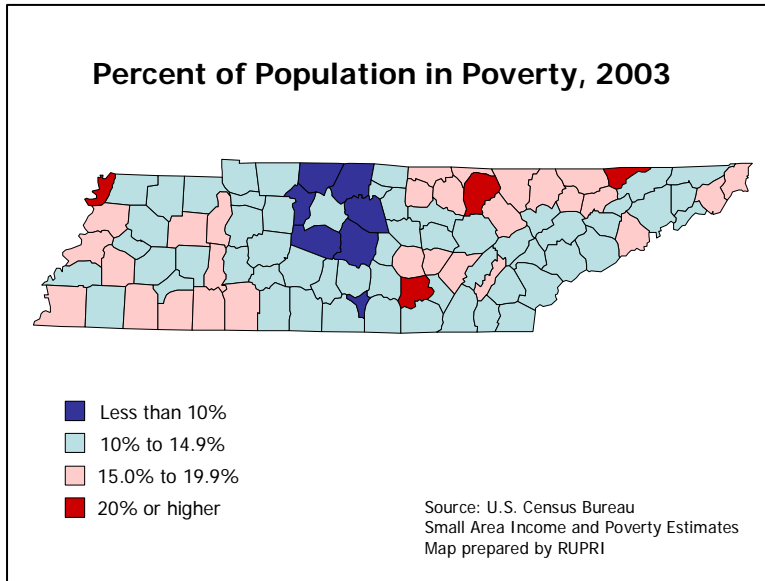 Percent of Population in Poverty, 2003
Less than 10%
10% to 14.9%
15.0% to 19.9%
20% or higher
Source: U.S. Census Bureau
Small Area Income and Poverty Estimates
Map prepared by RUPRI